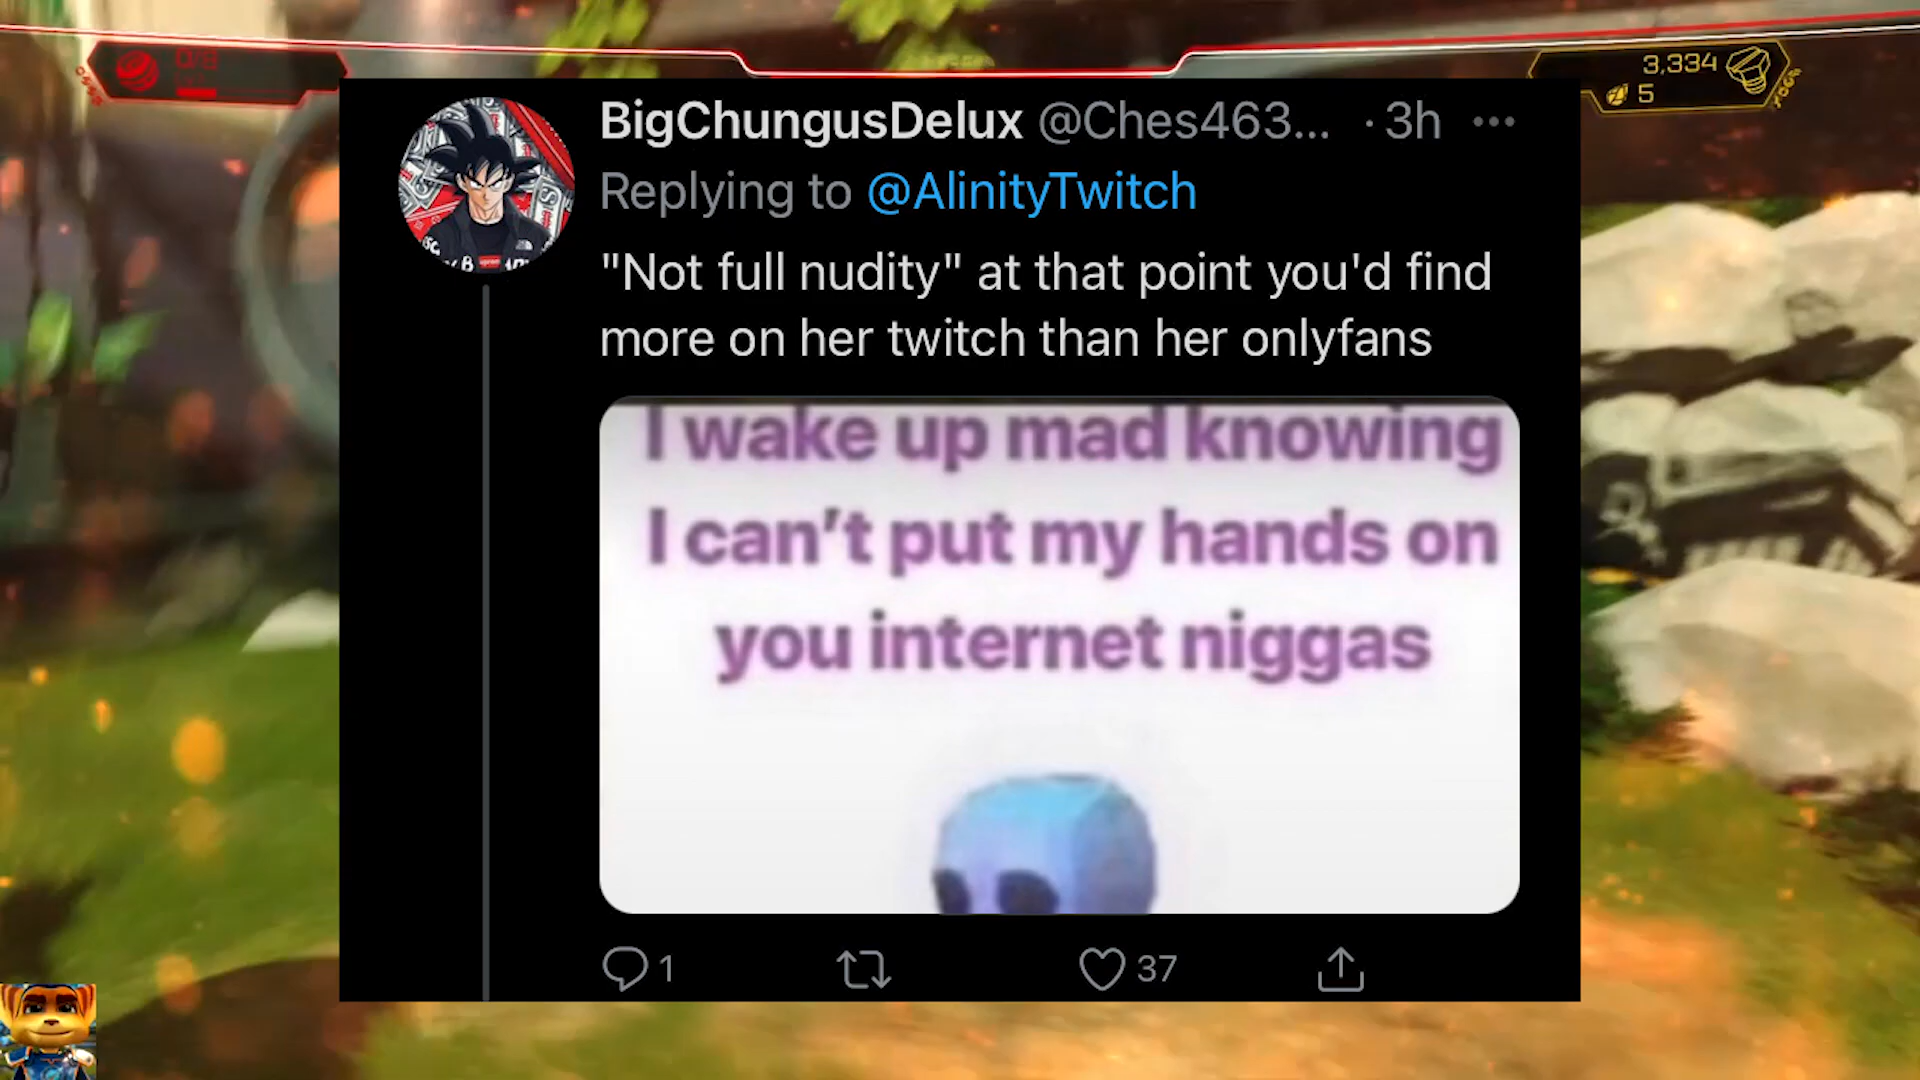 0/8
3,334
5
BigChungusDelux @Ches463... · 3h ...
Replying to @AlinityTwitch
"Not full nudity" at that point you'd find
more on her twitch than her onlyfans
I wake up mad knowing
I can't put my hands on
you internet niggas
1
37